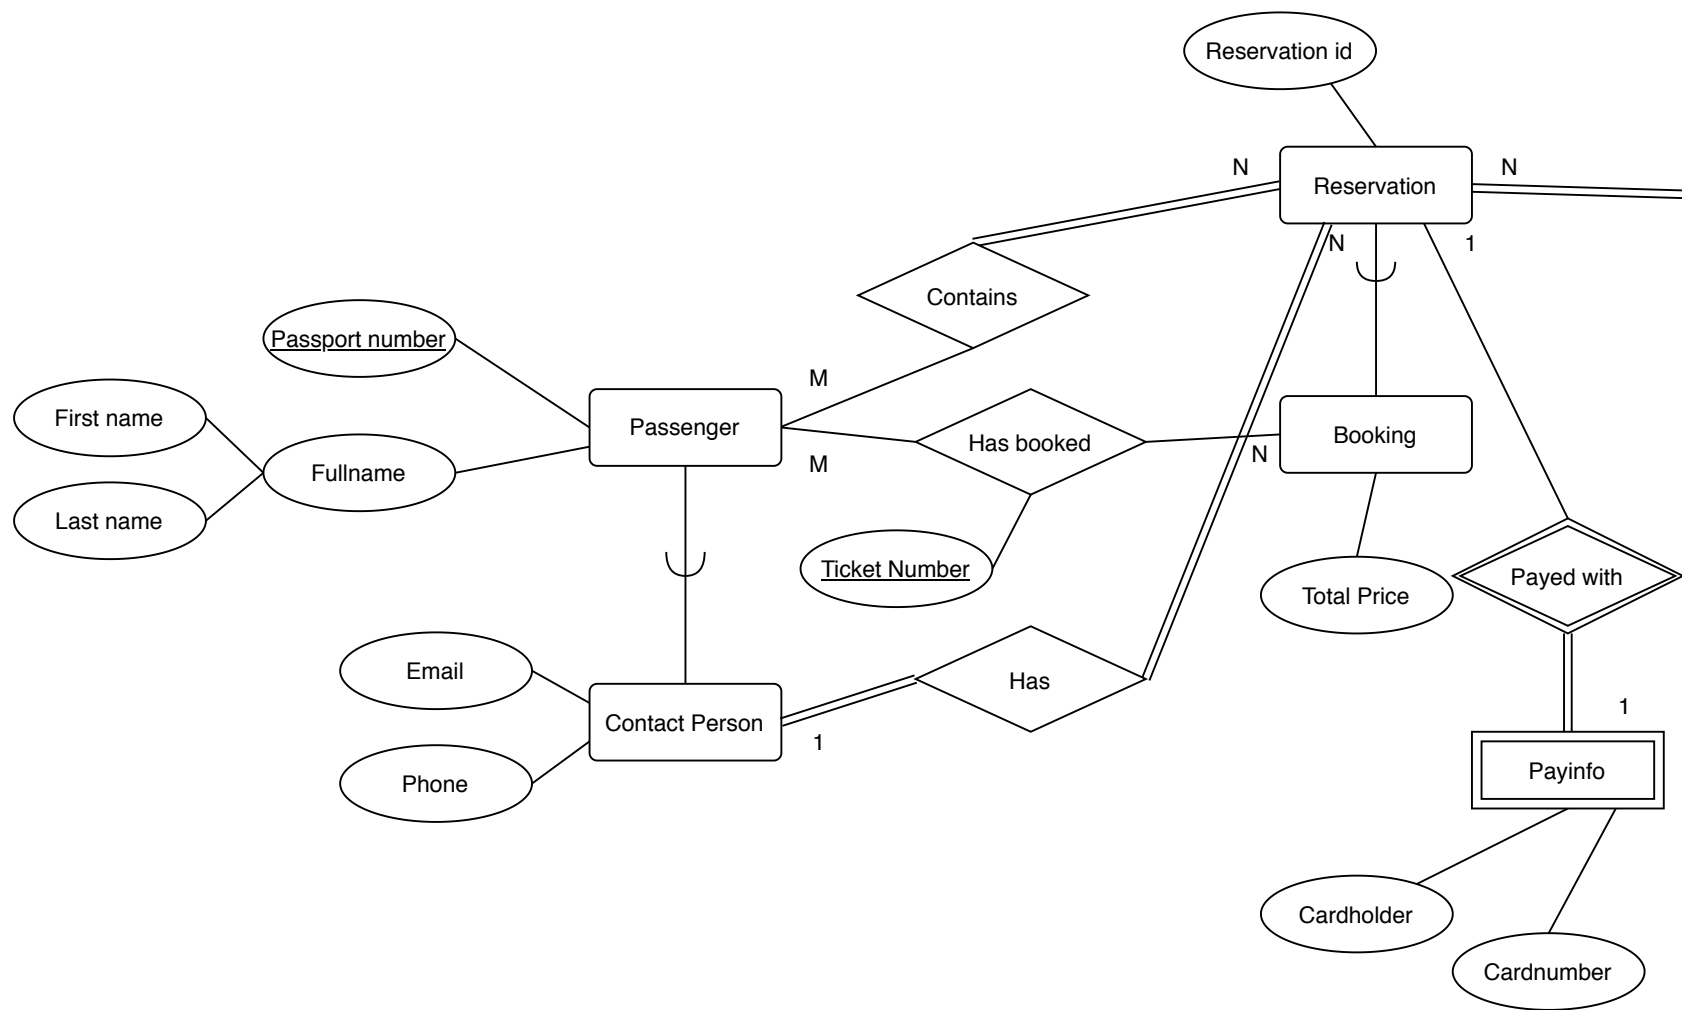 Reservation id
N
Reservation
N
N
1
Contains
Passport number
M
First name
Passenger
Has booked
Booking
M
N
Fullname
Last name
Ticket Number
Payed with
Total Price
Email
Has
Contact Person
1
1
Phone
Payinfo
Cardholder
Cardnumber